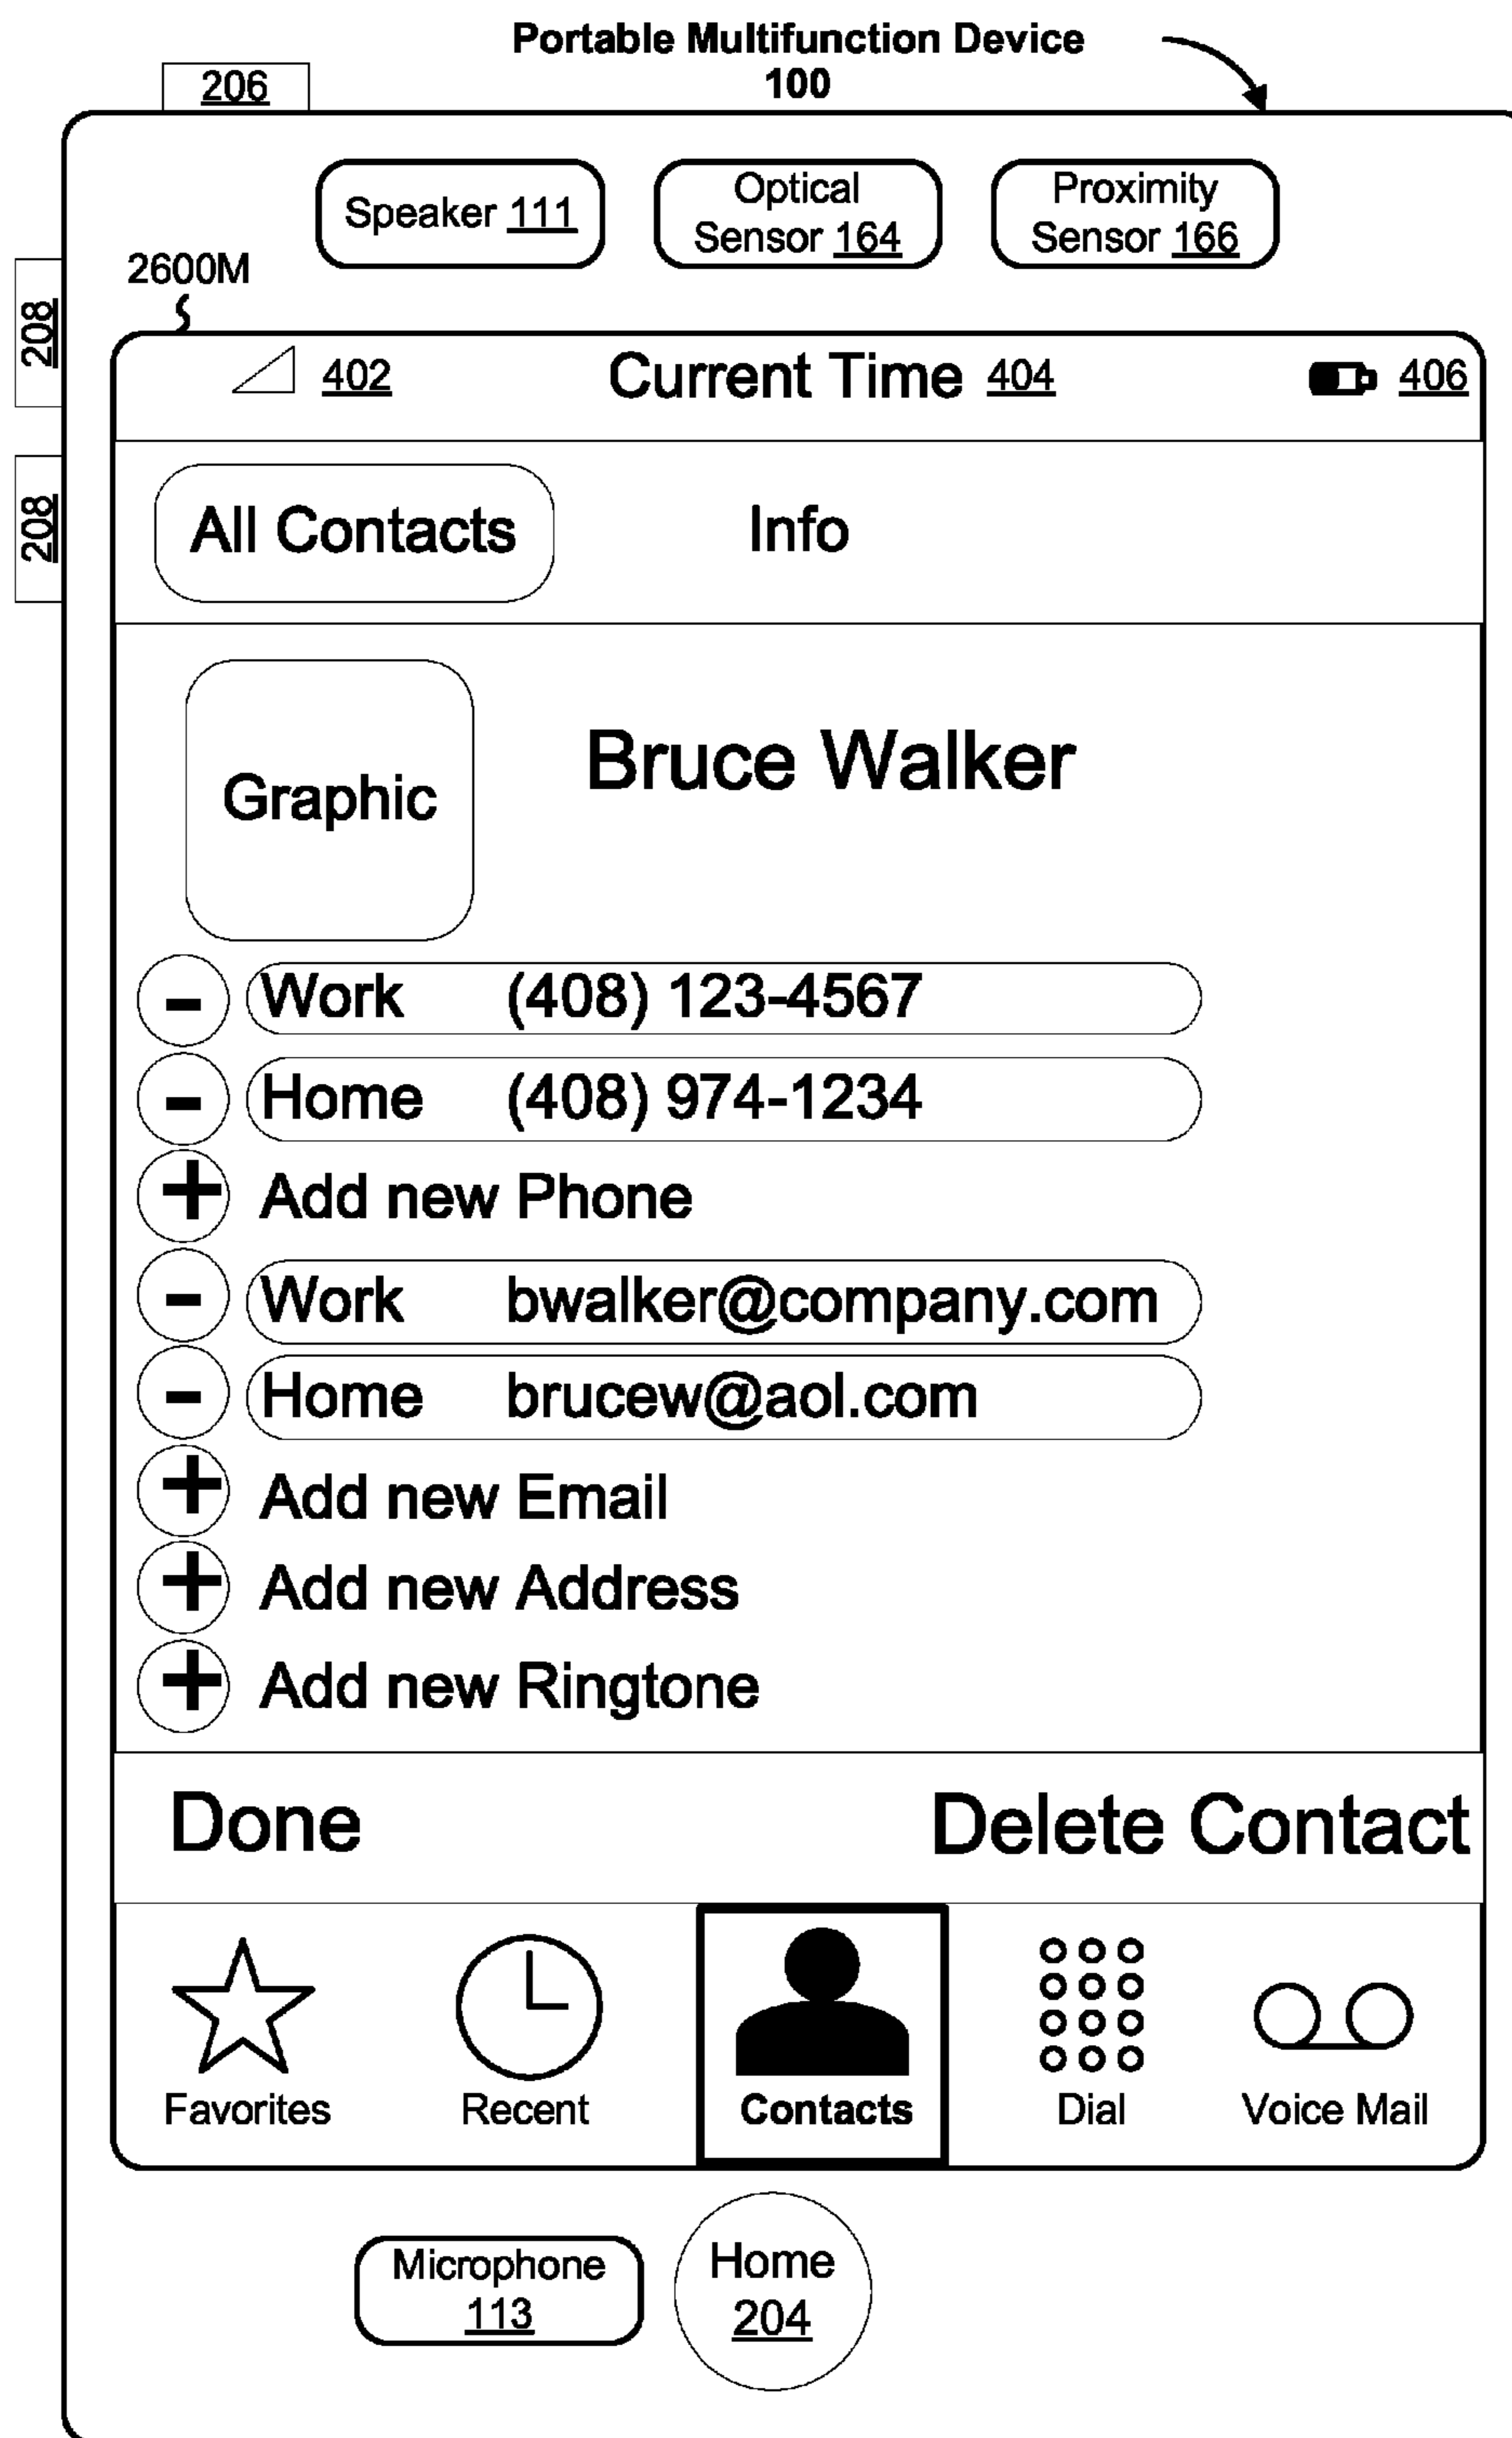 Portable Multifunction Device
100
206
Speaker 111
Optical
Sensor 164
Proximity
Sensor 166
2600M
208
208
402
Current Time 404
406
All Contacts
Info
Graphic
Bruce Walker
Work (408) 123-4567
Home (408) 974-1234
Add new Phone
Work bwalker@company.com
Home brucew@aol.com
Add new Email
Add new Address
Add new Ringtone
Done
Delete Contact
Favorites
Recent
Contacts
Dial
Voice Mail
Microphone
113
Home
204